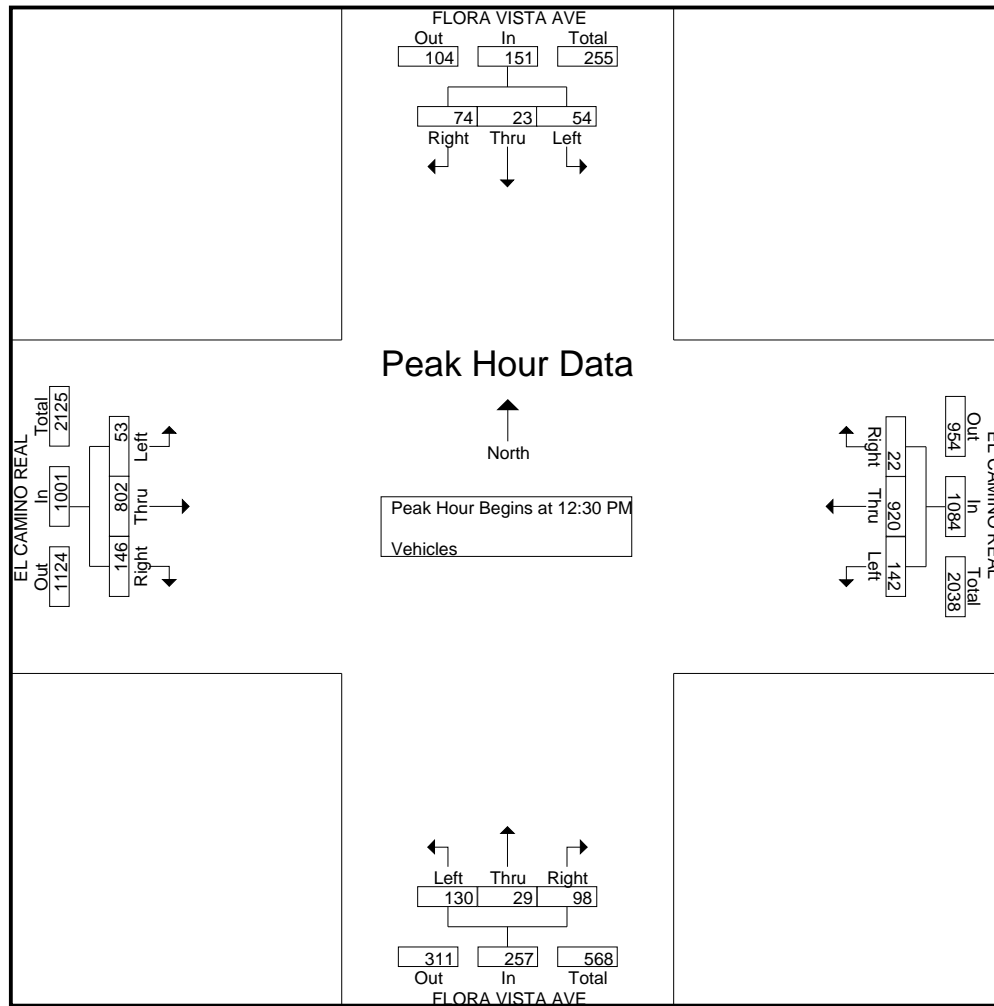 FLORA VISTA AVE
Out In Total
104 151 255
74 23 54
Right Thru Left
Peak Hour Data
North
Peak Hour Begins at 12:30 PM
Vehicles
EL CAMINO REAL
Out In Total
1124 1001 2125
146 802 53
Right Thru Left
EL CAMINO REAL
Out In Total
954 1084 2038
22 920 142
Right Thru Left
Left Thru Right
130 29 98
311 257 568
Out In Total
FLORA VISTA AVE